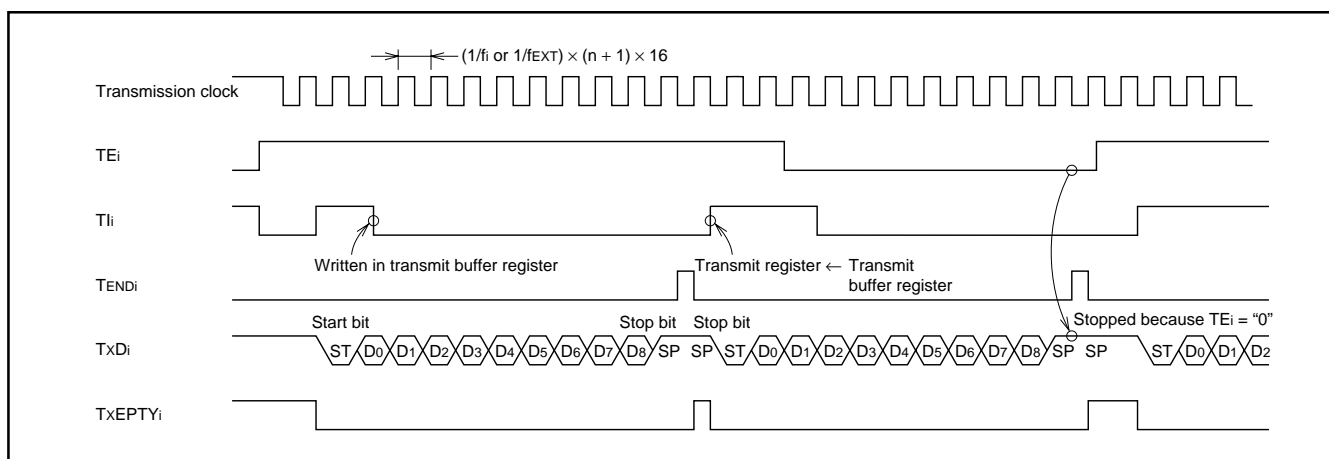 (1/fi or 1/fEXT) × (n + 1) × 16
Transmission clock
TEi
TIi
Written in transmit buffer register
Transmit register ← Transmit
buffer register
TENDi
Start bit
Stop bit
Stop bit
Stopped because TEi = “0”
TxDi
ST D0 D1 D2 D3 D4 D5 D6 D7 D8 SP SP ST D0 D1 D2 D3 D4 D5 D6 D7 D8 SP SP ST D0 D1 D2
TxEPTYi